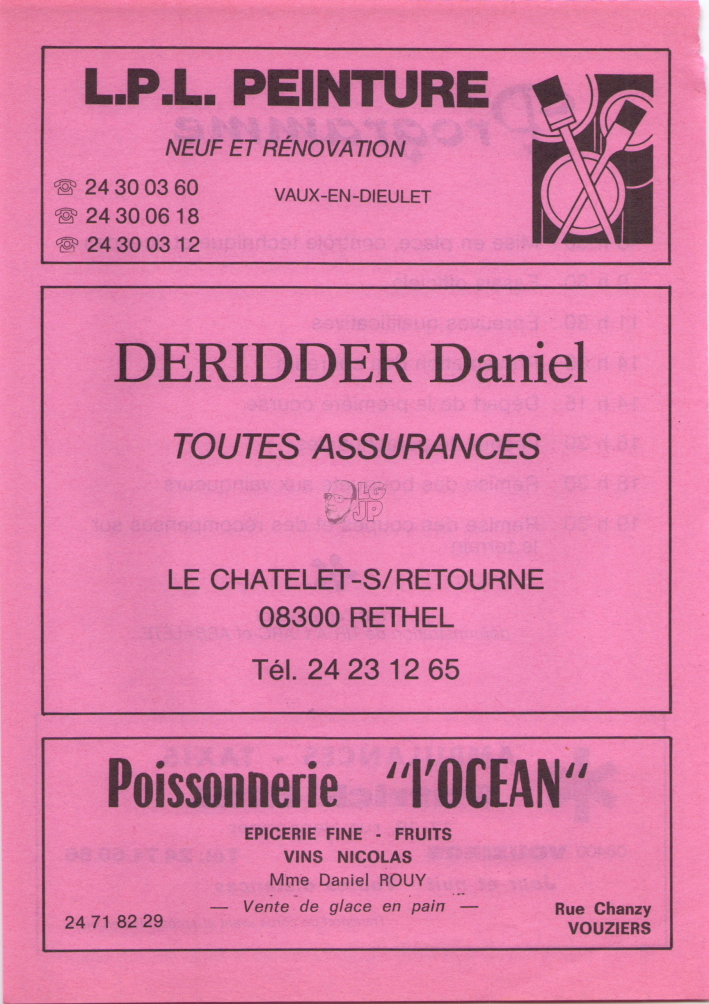 L.P.L. PEINTURE
NEUF ET RÉNOVATION
24 30 03 60
VAUX-EN-DIEULET
24 30 06 18
24 30 03 12
DERIDDER Daniel
TOUTES ASSURANCES
LG
JP
LE CHATELET-S/RETOURNE
08300 RETHEL
Tél. 24 23 12 65
Poissonnerie "l'OCEAN"
EPICERIE FINE - FRUITS
VINS NICOLAS
Mme Daniel ROUY
— Vente de glace en pain —
24 71 82 29
Rue Chanzy
VOUZIERS